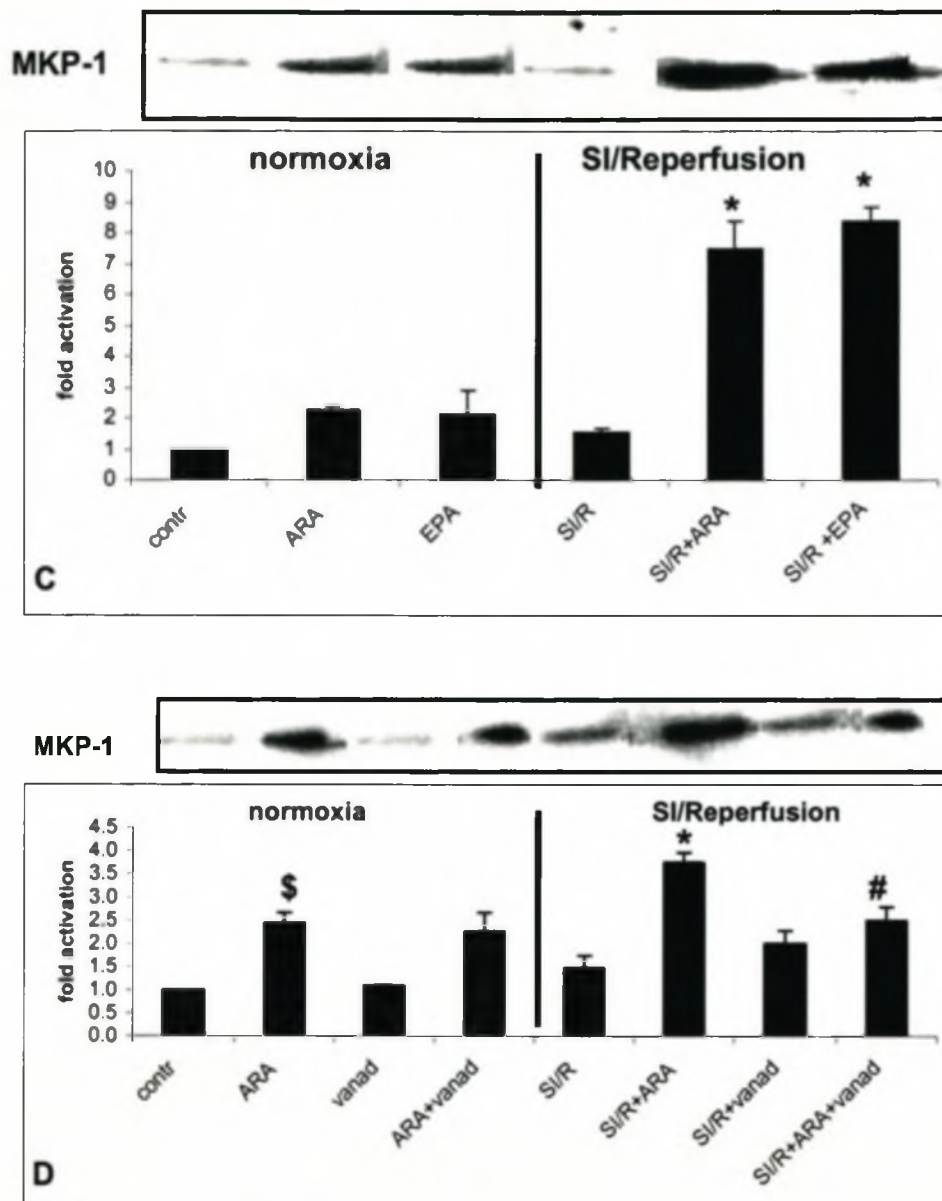 MKP-1
normoxia SI/Reperfusion
10
9
8
7
6
5
4
3
2
1
0
fold activation
* *
contr ARA EPA SI/R SI/R+ARA SI/R +EPA
C
MKP-1
normoxia SI/Reperfusion
4.5
4.0
3.5
3.0
2.5
2.0
1.5
1.0
0.5
0.0
fold activation
$ * #
contr ARA vanad ARA+vanad SI/R SI/R+ARA SI/R+vanad SI/R+ARA+vanad
D